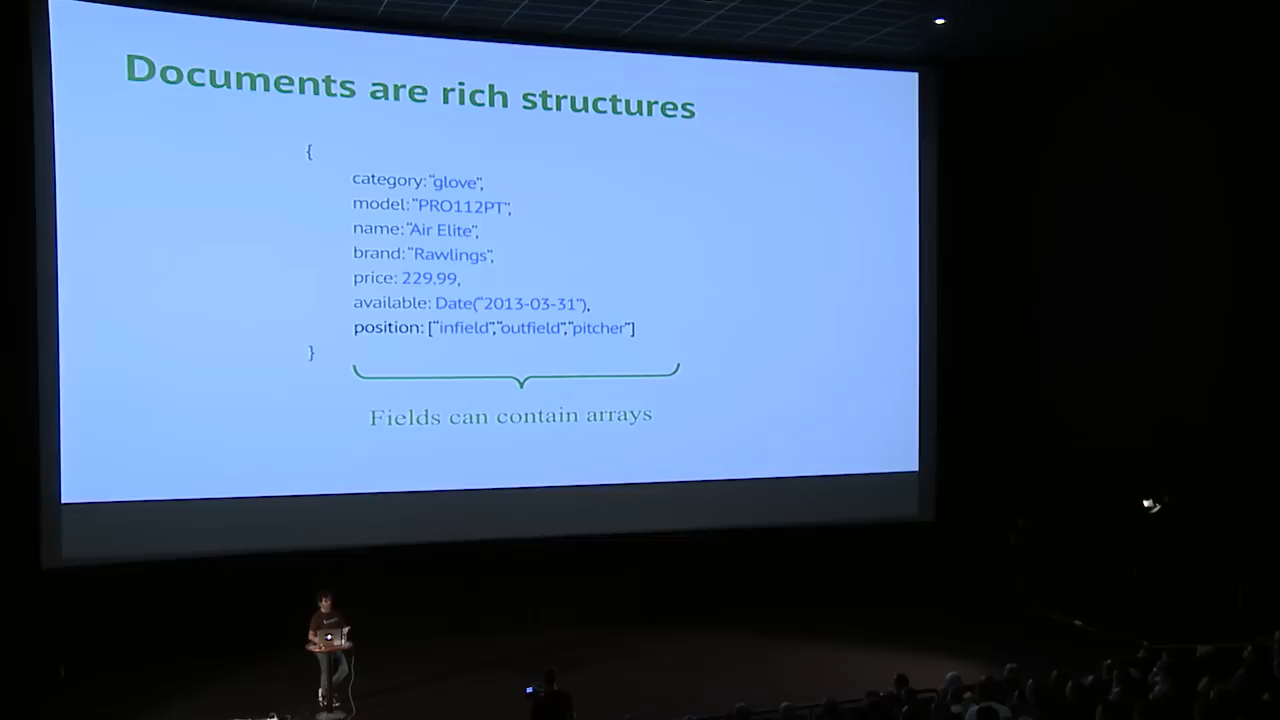 Documents are rich structures
{
category: “glove”,
model: “PRO112PT”,
name: “Air Elite”,
brand: “Rawlings”,
price: 229.99,
available: Date(“2013-03-31”),
position: [“infield”,“outfield”,“pitcher”]
}
Fields can contain arrays